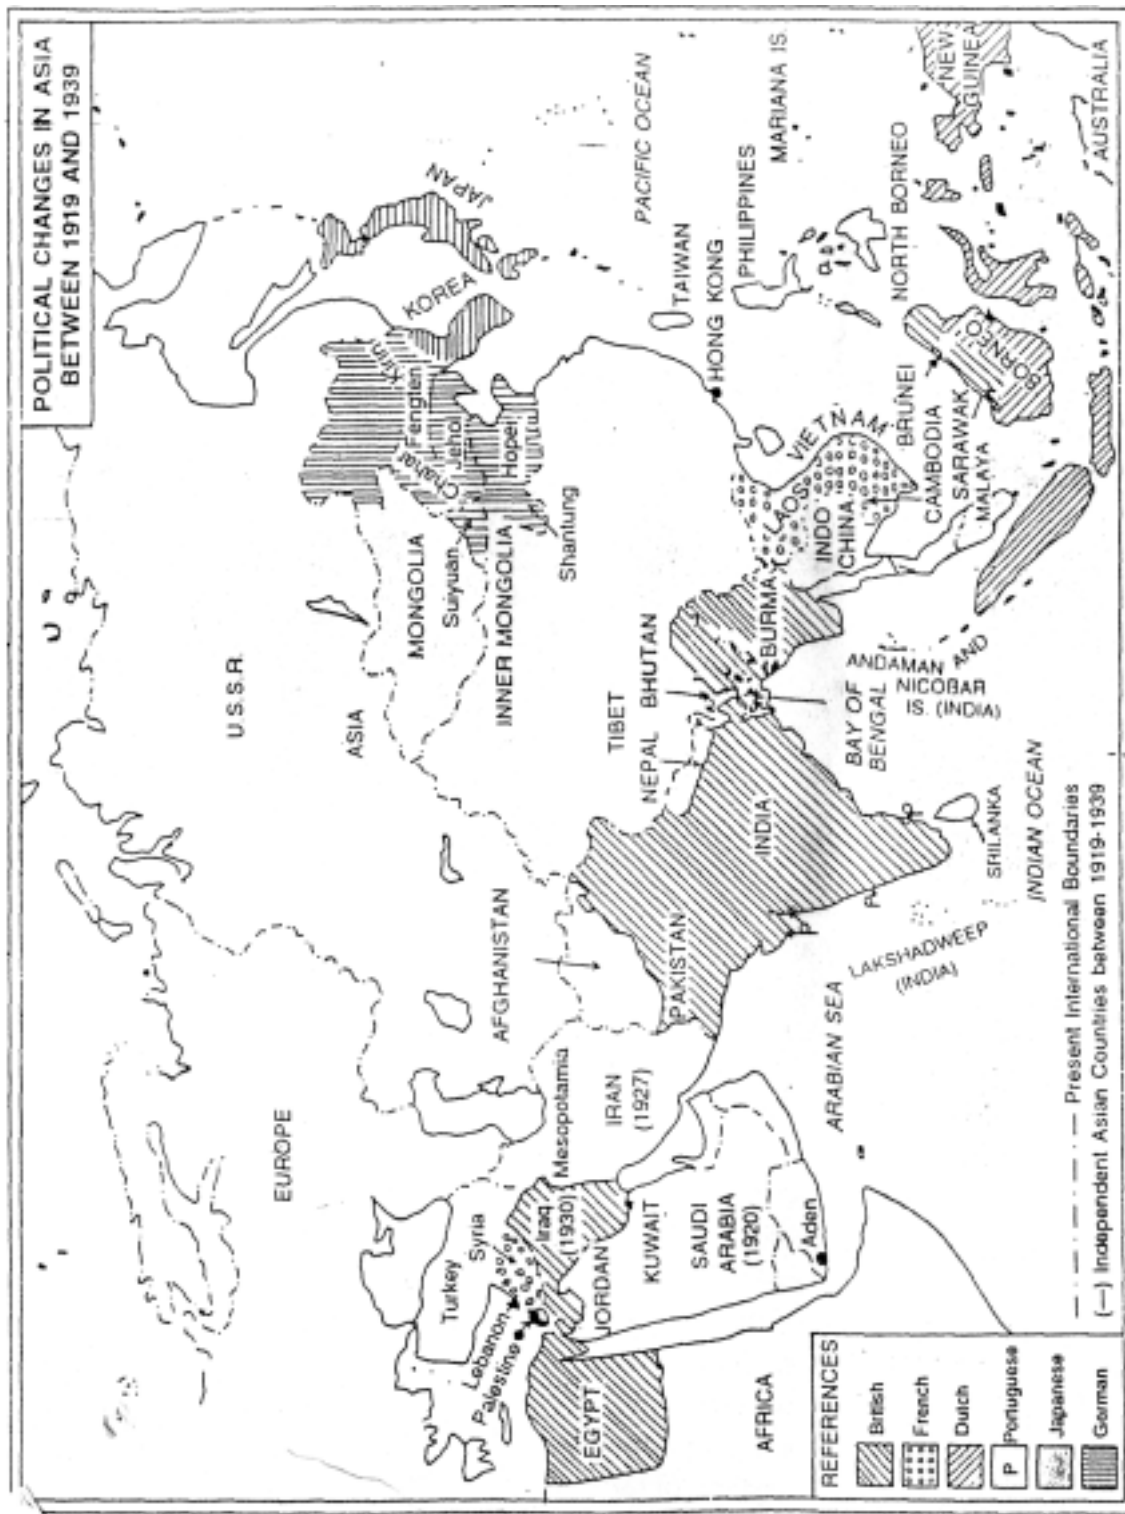 POLITICAL CHANGES IN ASIA
BETWEEN 1919 AND 1939
U.S.S.R.
EUROPE
ASIA
MONGOLIA
Suiyuan
INNER MONGOLIA
Shantung
Kirin
Fengten
Chahar
Jehol
Hopei
KOREA
JAPAN
PACIFIC OCEAN
TAIWAN
HONG KONG
PHILIPPINES
MARIANA IS.
NORTH BORNEO
NEW
GUINEA
AUSTRALIA
BORNEO
BRUNEI
CAMBODIA
SARAWAK
MALAYA
VIETNAM
LAOS
INDO
CHINA
BURMA
TIBET
NEPAL
BHUTAN
ANDAMAN AND
NICOBAR
IS. (INDIA)
BAY OF
BENGAL
INDIA
SRILANKA
INDIAN OCEAN
P
LAKSHADWEEP
(INDIA)
ARABIAN SEA
PAKISTAN
AFGHANISTAN
IRAN
(1927)
Mesopotamia
Iraq
(1930)
Syria
Turkey
Lebanon
Palestine
JORDAN
KUWAIT
SAUDI
ARABIA
(1920)
Aden
EGYPT
AFRICA
REFERENCES
British
French
Dutch
P Portuguese
Japanese
German
Present International Boundaries
(—) Independent Asian Countries between 1919-1939